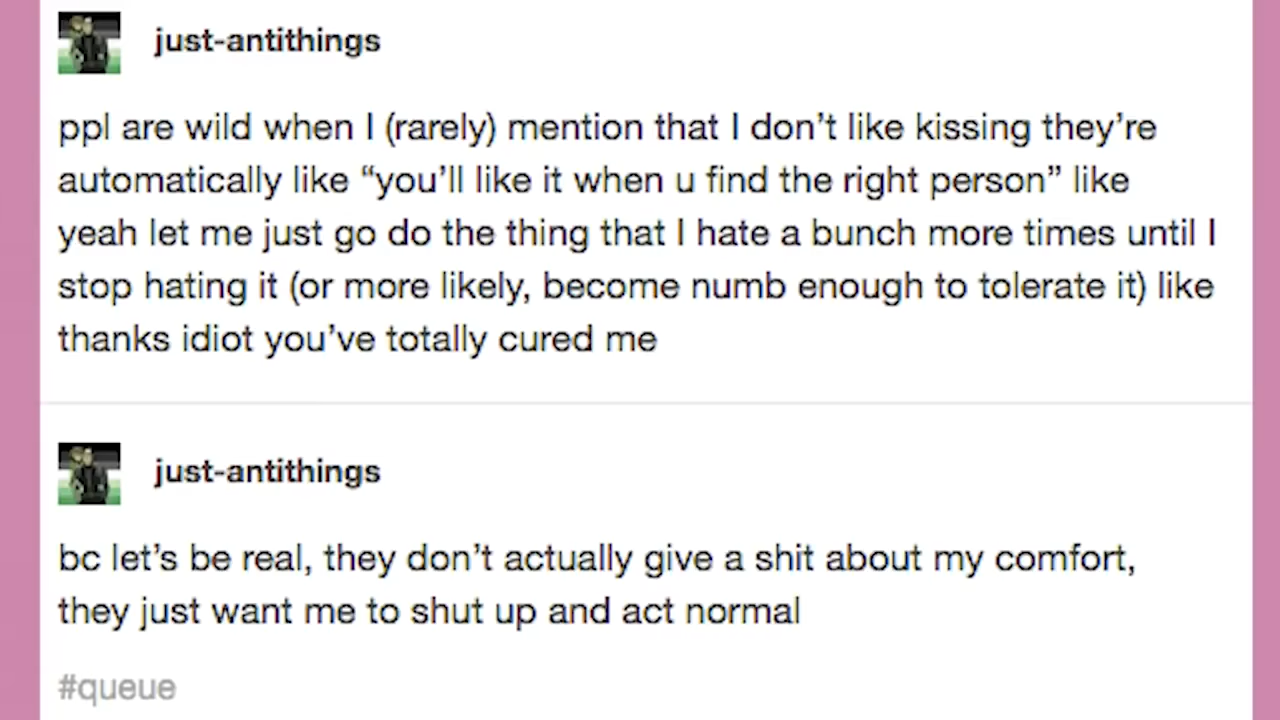 just-antithings
ppl are wild when I (rarely) mention that I don’t like kissing they’re
automatically like “you’ll like it when u find the right person” like
yeah let me just go do the thing that I hate a bunch more times until I
stop hating it (or more likely, become numb enough to tolerate it) like
thanks idiot you’ve totally cured me
just-antithings
bc let’s be real, they don’t actually give a shit about my comfort,
they just want me to shut up and act normal
#queue